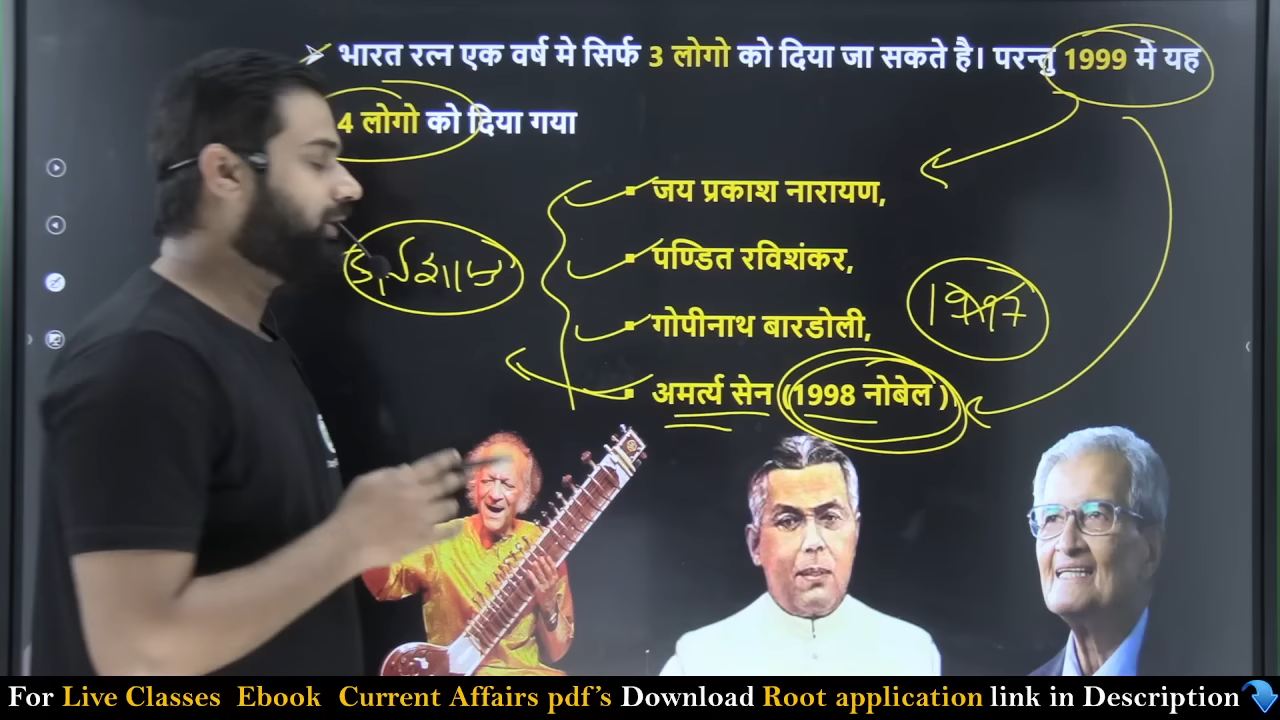 भारत रत्न एक वर्ष मे सिर्फ 3 लोगो को दिया जा सकते है। परन्तु 1999 में यह
4 लोगो को दिया गया
जय प्रकाश नारायण,
पण्डित रविशंकर,
गोपीनाथ बारडोली,
1997
अमर्त्य सेन (1998 नोबेल ),
For Live Classes Ebook Current Affairs pdf's Download Root application link in Description